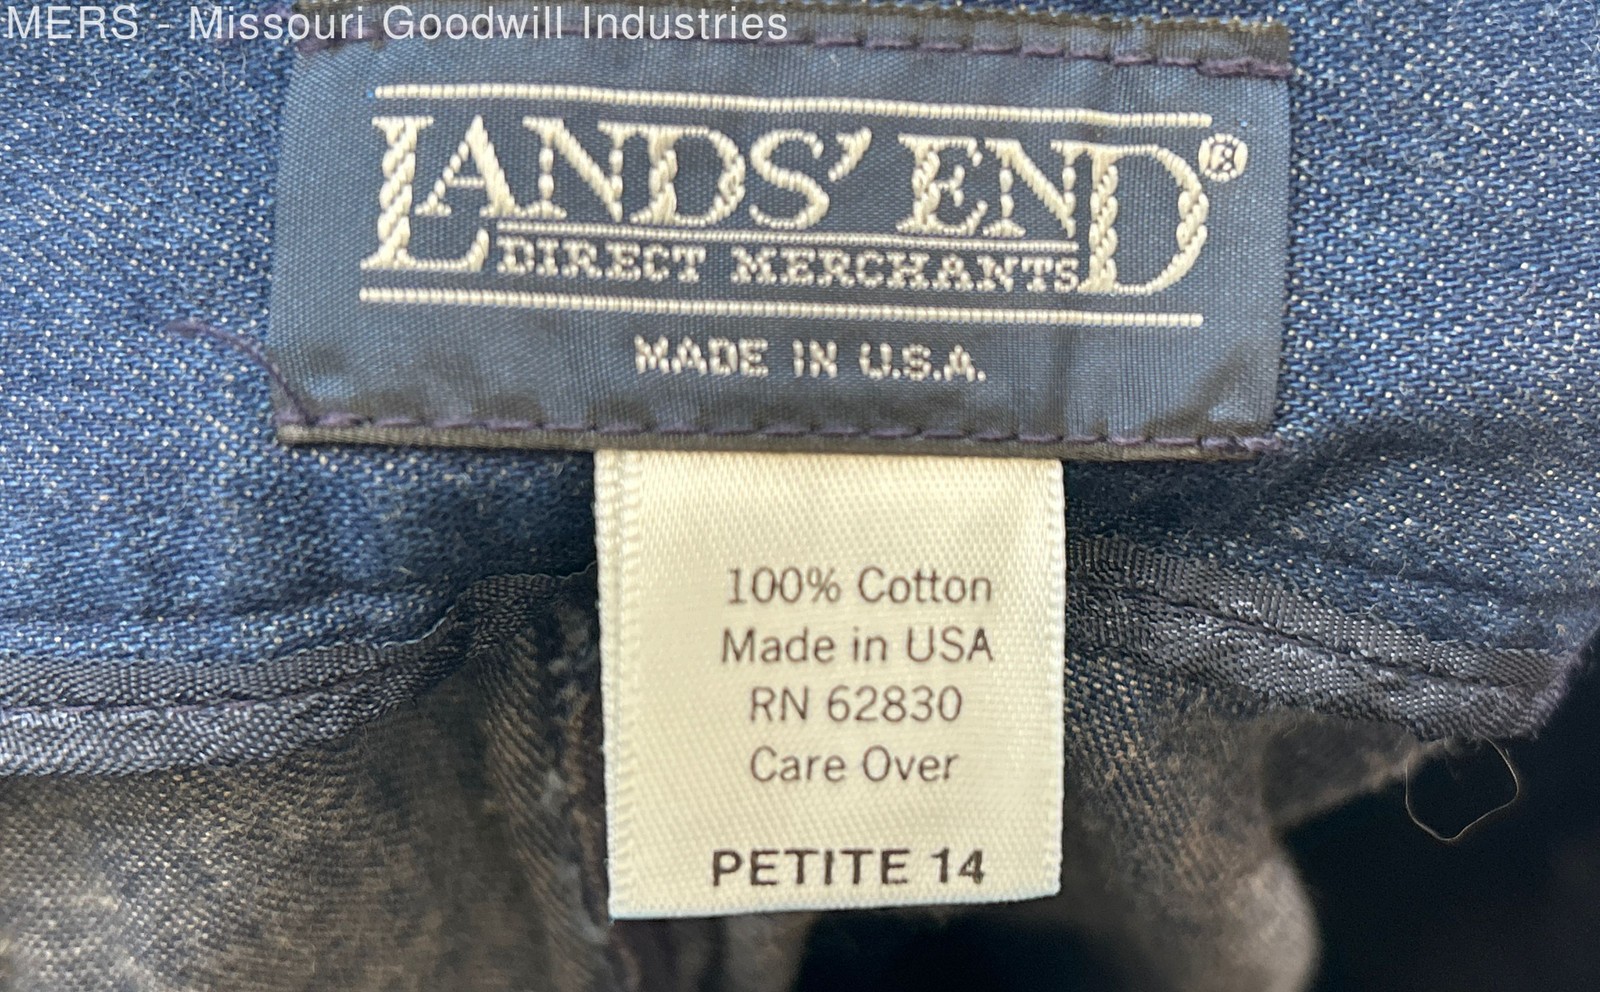 MERS - Missouri Goodwill Industries
LANDS' END®
DIRECT MERCHANTS
MADE IN U.S.A.
100% Cotton
Made in USA
RN 62830
Care Over
PETITE 14